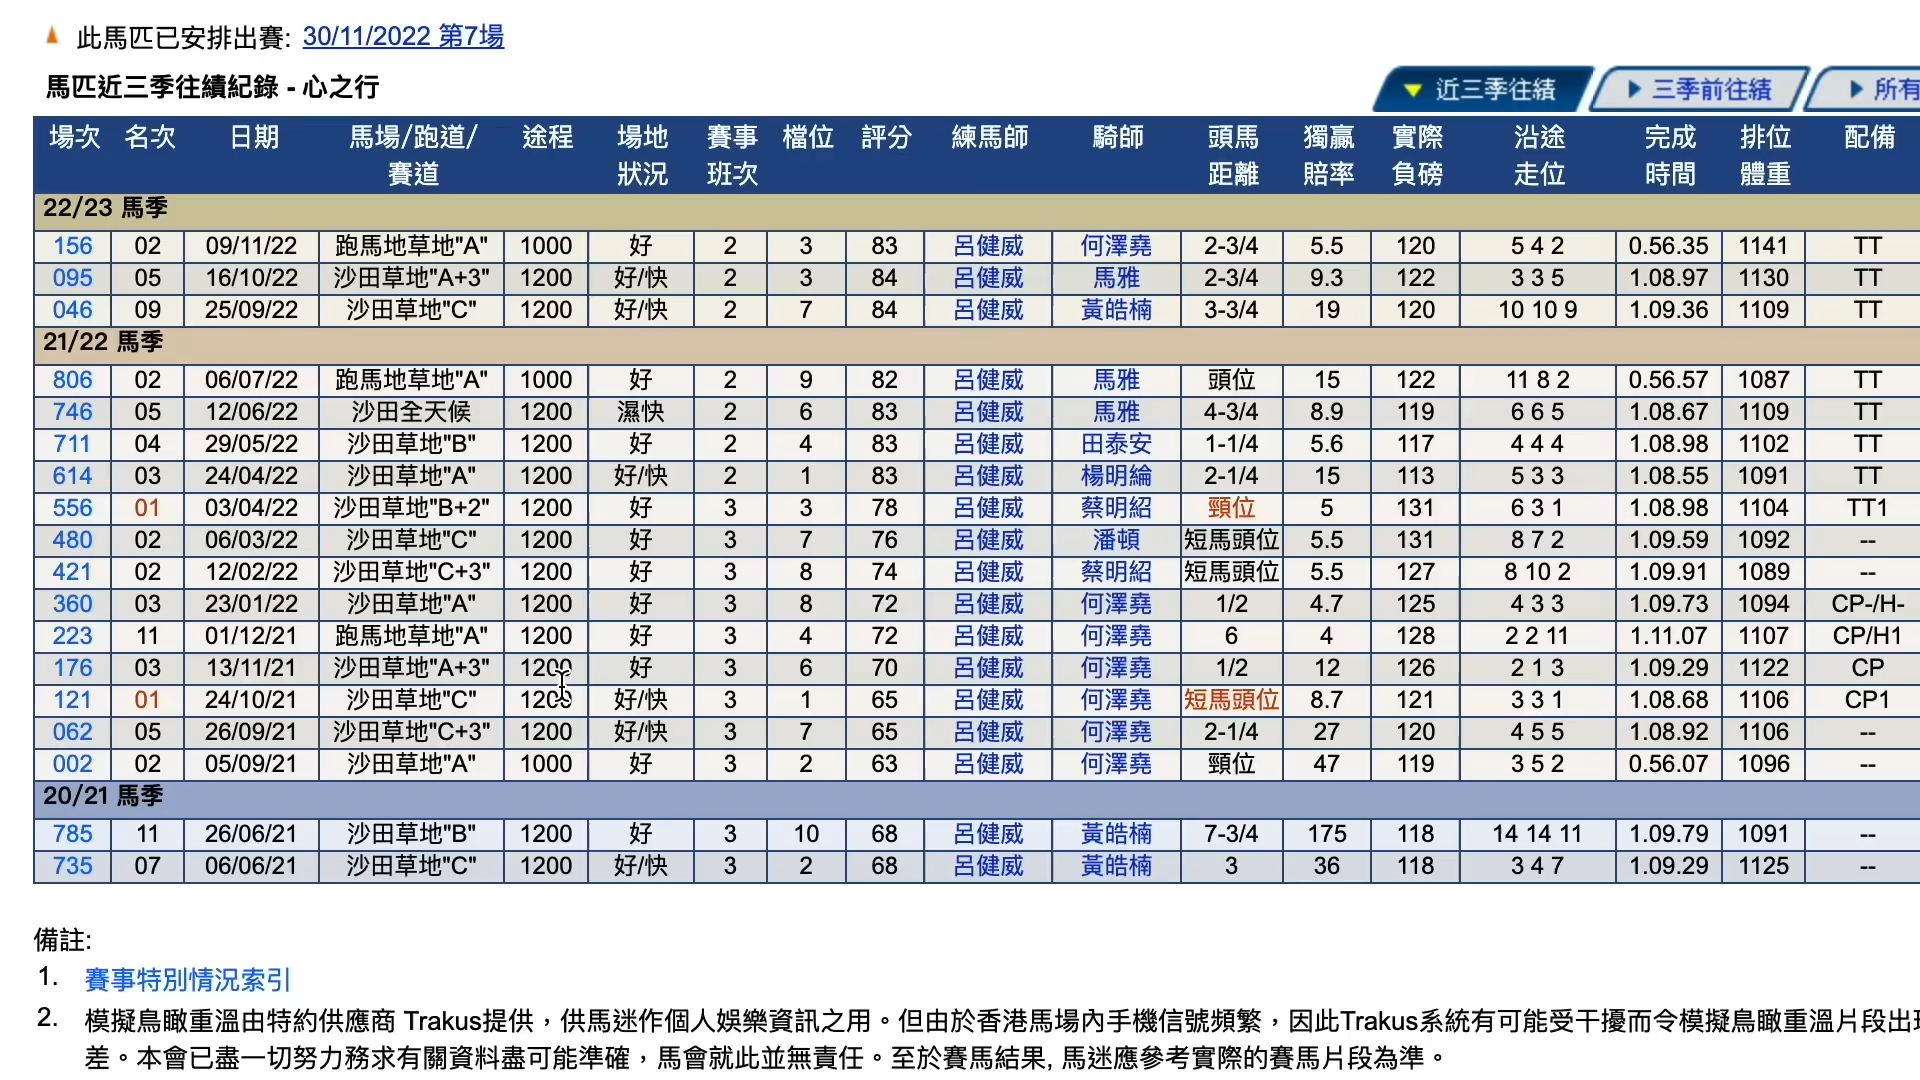 此馬匹已安排出賽: 30/11/2022 第7場
馬匹近三季往績紀錄 - 心之行
近三季往績 三季前往績 所有
場次 名次 日期 馬場/跑道/賽道 途程 場地狀況 賽事班次 檔位 評分 練馬師 騎師 頭馬距離 獨贏賠率 實際負磅 沿途走位 完成時間 排位體重 配備
22/23 馬季
156 02 09/11/22 跑馬地草地"A" 1000 好 2 3 83 呂健威 何澤堯 2-3/4 5.5 120 5 4 2 0.56.35 1141 TT
095 05 16/10/22 沙田草地"A+3" 1200 好/快 2 3 84 呂健威 馬雅 2-3/4 9.3 122 3 3 5 1.08.97 1130 TT
046 09 25/09/22 沙田草地"C" 1200 好/快 2 7 84 呂健威 黃皓楠 3-3/4 19 120 10 10 9 1.09.36 1109 TT
21/22 馬季
806 02 06/07/22 跑馬地草地"A" 1000 好 2 9 82 呂健威 馬雅 頭位 15 122 11 8 2 0.56.57 1087 TT
746 05 12/06/22 沙田全天候 1200 濕快 2 6 83 呂健威 馬雅 4-3/4 8.9 119 6 6 5 1.08.67 1109 TT
711 04 29/05/22 沙田草地"B" 1200 好 2 4 83 呂健威 田泰安 1-1/4 5.6 117 4 4 4 1.08.98 1102 TT
614 03 24/04/22 沙田草地"A" 1200 好/快 2 1 83 呂健威 楊明綸 2-1/4 15 113 5 3 3 1.08.55 1091 TT
556 01 03/04/22 沙田草地"B+2" 1200 好 3 3 78 呂健威 蔡明紹 頸位 5 131 6 3 1 1.08.98 1104 TT1
480 02 06/03/22 沙田草地"C" 1200 好 3 7 76 呂健威 潘頓 短馬頭位 5.5 131 8 7 2 1.09.59 1092 --
421 02 12/02/22 沙田草地"C+3" 1200 好 3 8 74 呂健威 蔡明紹 短馬頭位 5.5 127 8 10 2 1.09.91 1089 --
360 03 23/01/22 沙田草地"A" 1200 好 3 8 72 呂健威 何澤堯 1/2 4.7 125 4 3 3 1.09.73 1094 CP-/H-
223 11 01/12/21 跑馬地草地"A" 1200 好 3 4 72 呂健威 何澤堯 6 4 128 2 2 11 1.11.07 1107 CP/H1
176 03 13/11/21 沙田草地"A+3" 1200 好 3 6 70 呂健威 何澤堯 1/2 12 126 2 1 3 1.09.29 1122 CP
121 01 24/10/21 沙田草地"C" 1200 好/快 3 1 65 呂健威 何澤堯 短馬頭位 8.7 121 3 3 1 1.08.68 1106 CP1
062 05 26/09/21 沙田草地"C+3" 1200 好/快 3 7 65 呂健威 何澤堯 2-1/4 27 120 4 5 5 1.08.92 1106 --
002 02 05/09/21 沙田草地"A" 1000 好 3 2 63 呂健威 何澤堯 頸位 47 119 3 5 2 0.56.07 1096 --
20/21 馬季
785 11 26/06/21 沙田草地"B" 1200 好 3 10 68 呂健威 黃皓楠 7-3/4 175 118 14 14 11 1.09.79 1091 --
735 07 06/06/21 沙田草地"C" 1200 好/快 3 2 68 呂健威 黃皓楠 3 36 118 3 4 7 1.09.29 1125 --
備註:
1. 賽事特別情況索引
2. 模擬鳥瞰重溫由特約供應商 Trakus提供，供馬迷作個人娛樂資訊之用。但由於香港馬場內手機信號頻繁，因此Trakus系統有可能受干擾而令模擬鳥瞰重溫片段出現
差。本會已盡一切努力務求有關資料盡可能準確，馬會就此並無責任。至於賽馬結果, 馬迷應參考實際的賽馬片段為準。